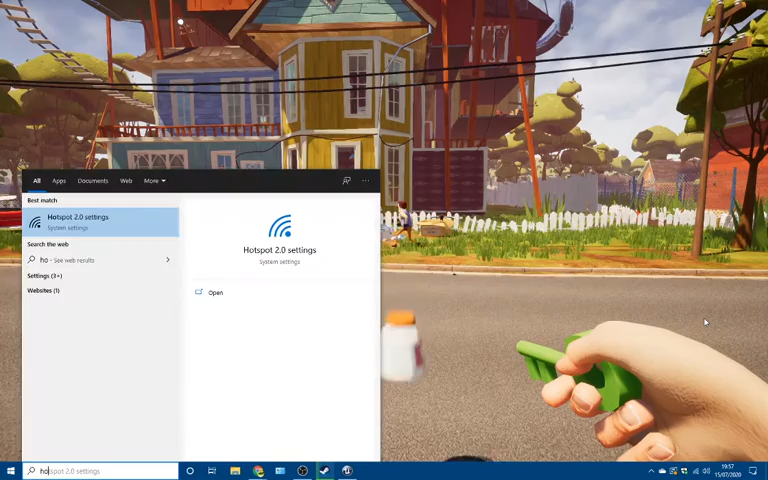 All Apps Documents Web More
Best match
Hotspot 2.0 settings
System settings
Search the web
ho - See web results
Settings (3+)
Websites (1)
Hotspot 2.0 settings
System settings
Open
hotspot 2.0 settings
19:57
15/07/2020